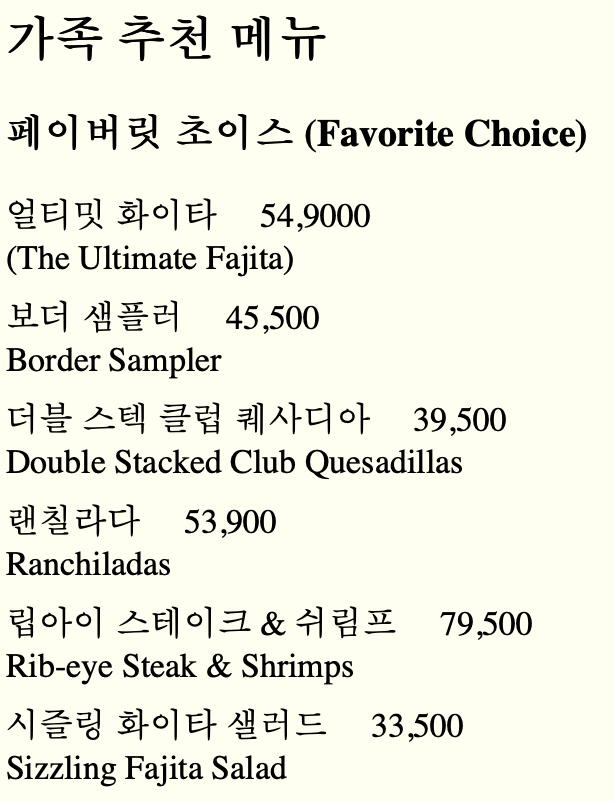 가족 추천 메뉴
페이버릿 초이스 (Favorite Choice)
얼티밋 화이타 54,9000
(The Ultimate Fajita)
보더 샘플러 45,500
Border Sampler
더블 스텍 클럽 퀘사디아 39,500
Double Stacked Club Quesadillas
랜칠라다 53,900
Ranchiladas
립아이 스테이크 & 쉬림프 79,500
Rib-eye Steak & Shrimps
시즐링 화이타 샐러드 33,500
Sizzling Fajita Salad